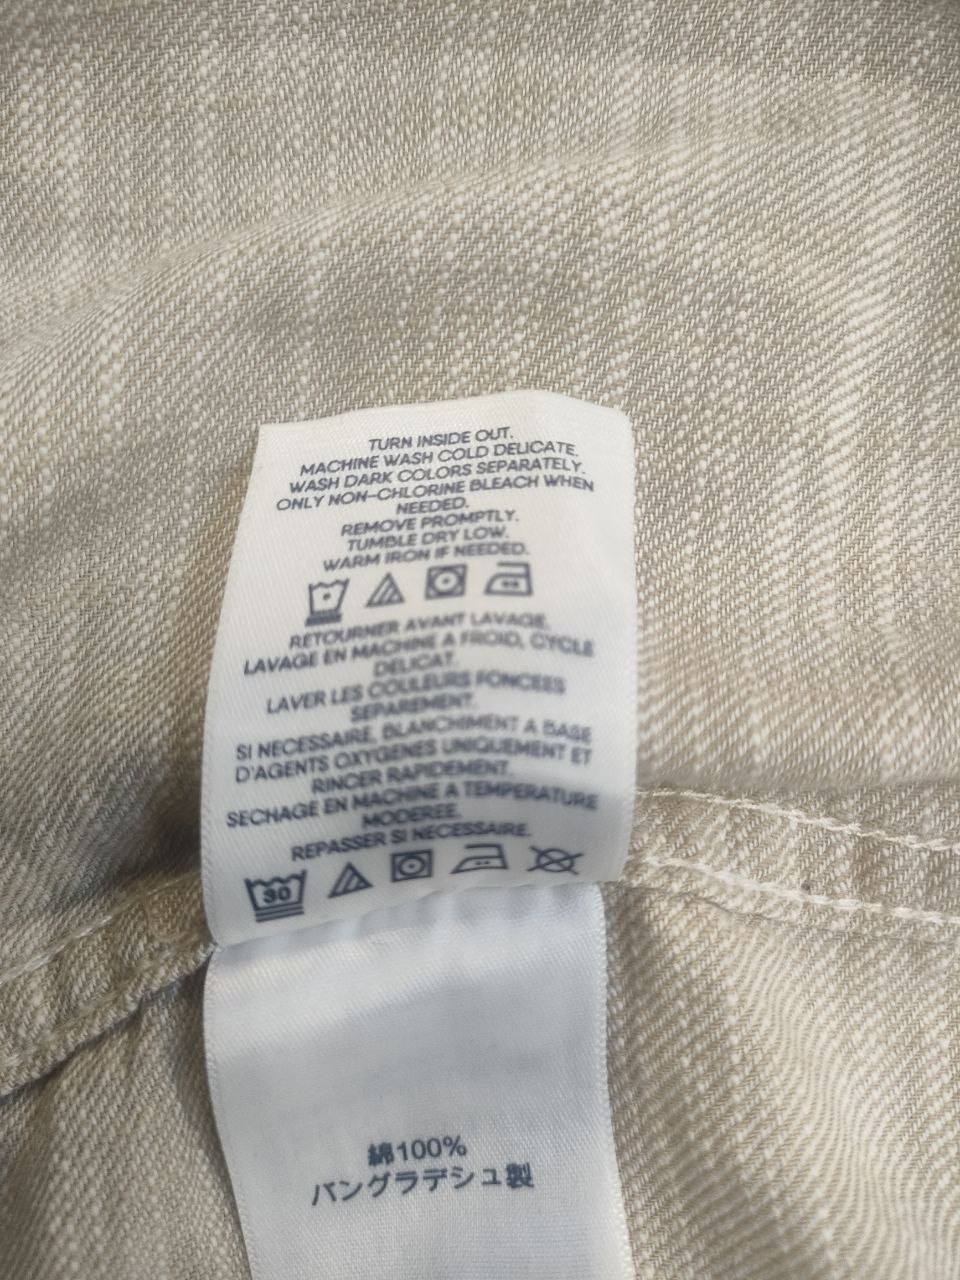 TURN INSIDE OUT.
MACHINE WASH COLD DELICATE.
WASH DARK COLORS SEPARATELY.
ONLY NON-CHLORINE BLEACH WHEN
NEEDED.
REMOVE PROMPTLY.
TUMBLE DRY LOW.
WARM IRON IF NEEDED.
RETOURNER AVANT LAVAGE.
LAVAGE EN MACHINE A FROID, CYCLE
DELICAT.
LAVER LES COULEURS FONCEES
SEPAREMENT.
SI NECESSAIRE, BLANCHIMENT A BASE
D'AGENTS OXYGENES UNIQUEMENT ET
RINCER RAPIDEMENT.
SECHAGE EN MACHINE A TEMPERATURE
MODEREE.
REPASSER SI NECESSAIRE.
30
綿100%
バングラデシュ製